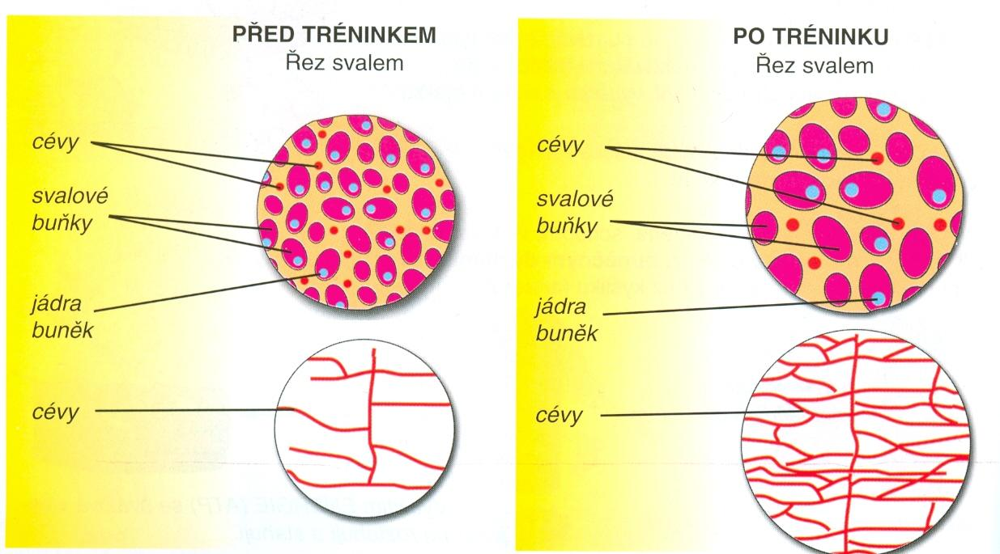 PŘED TRÉNINKEM
Řez svalem
cévy
svalové
buňky
jádra
buněk
cévy
PO TRÉNINKU
Řez svalem
cévy
svalové
buňky
jádra
buněk
cévy